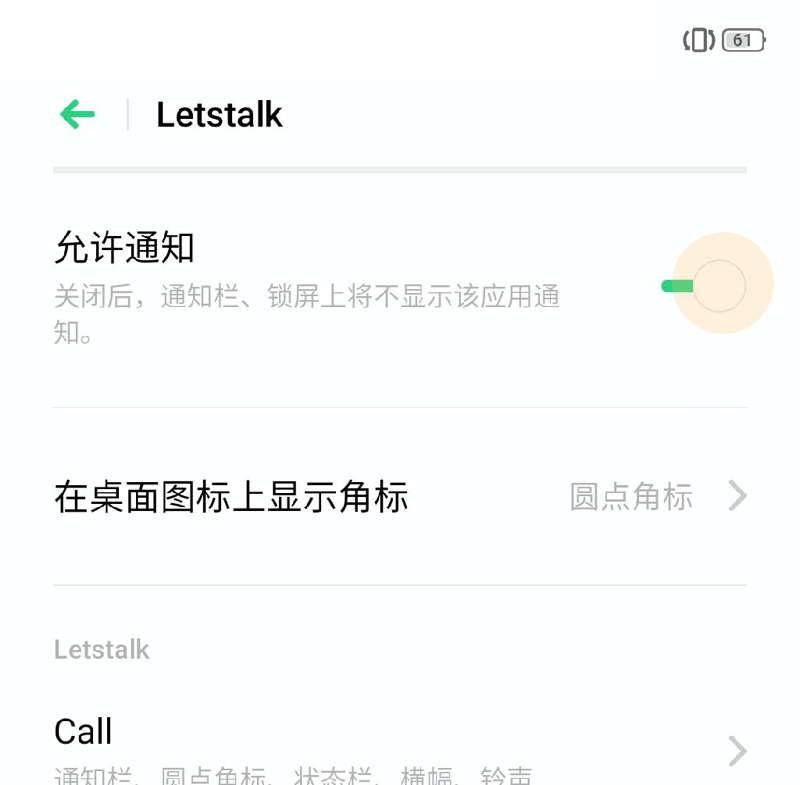 61
Letstalk
允许通知
关闭后，通知栏、锁屏上将不显示该应用通
知。
在桌面图标上显示角标
圆点角标
Letstalk
Call
通知栏、圆点角标、状态栏、横幅、铃声